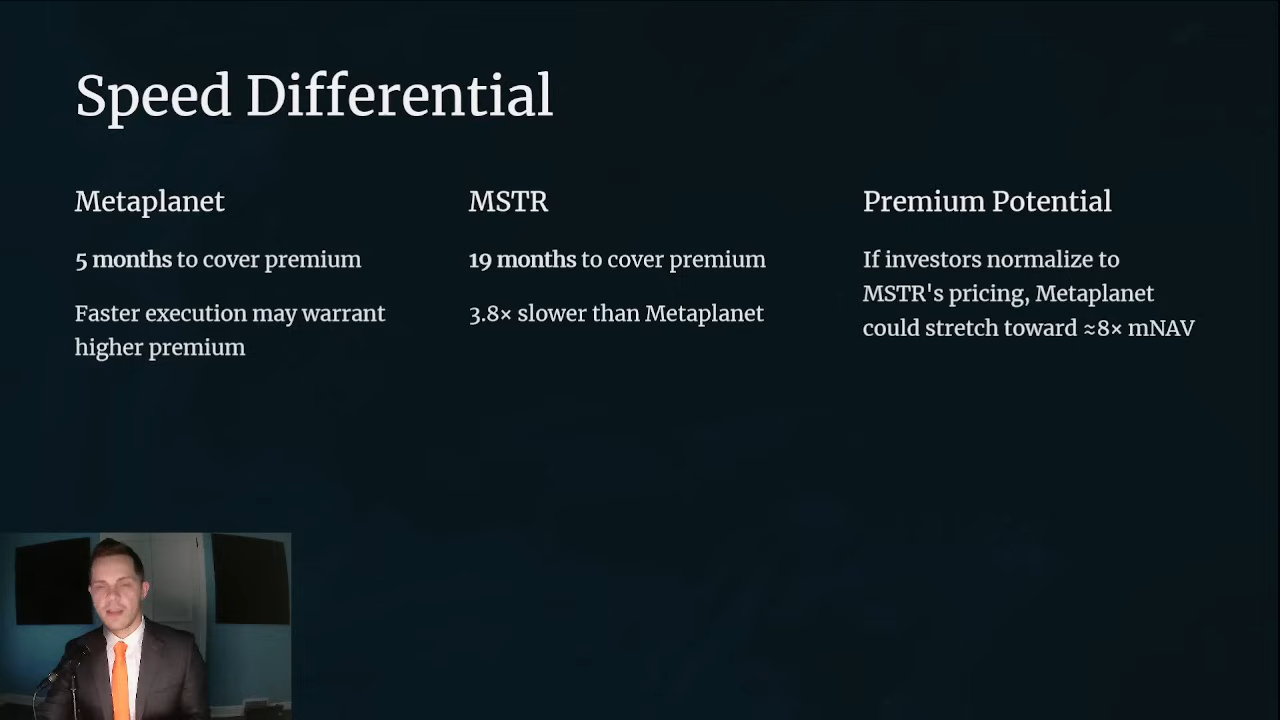 Speed Differential
Metaplanet
5 months to cover premium
Faster execution may warrant
higher premium
MSTR
19 months to cover premium
3.8× slower than Metaplanet
Premium Potential
If investors normalize to
MSTR's pricing, Metaplanet
could stretch toward ≈8× mNAV